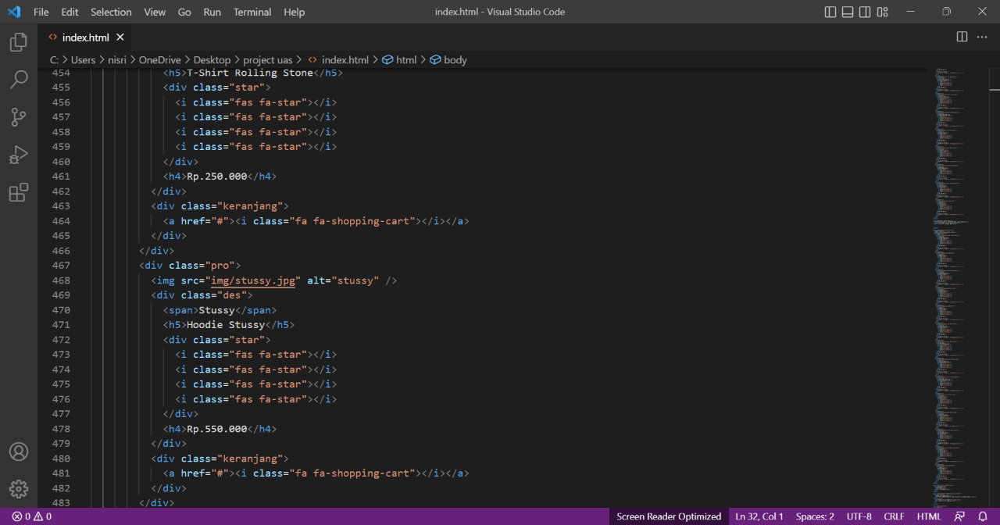 File Edit Selection View Go Run Terminal Help index.html - Visual Studio Code
index.html
C: > Users > nisri > OneDrive > Desktop > project uas > index.html > html > body
454 <h5>T-Shirt Rolling Stone</h5>
455 <div class="star">
456 <i class="fas fa-star"></i>
457 <i class="fas fa-star"></i>
458 <i class="fas fa-star"></i>
459 <i class="fas fa-star"></i>
460 </div>
461 <h4>Rp.250.000</h4>
462 </div>
463 <div class="keranjang">
464 <a href="#"><i class="fa fa-shopping-cart"></i></a>
465 </div>
466 </div>
467 <div class="pro">
468 <img src="img/stussy.jpg" alt="stussy" />
469 <div class="des">
470 <span>Stussy</span>
471 <h5>Hoodie Stussy</h5>
472 <div class="star">
473 <i class="fas fa-star"></i>
474 <i class="fas fa-star"></i>
475 <i class="fas fa-star"></i>
476 <i class="fas fa-star"></i>
477 </div>
478 <h4>Rp.550.000</h4>
479 </div>
480 <div class="keranjang">
481 <a href="#"><i class="fa fa-shopping-cart"></i></a>
482 </div>
483 </div>
0 0 Screen Reader Optimized Ln 32, Col 1 Spaces: 2 UTF-8 CRLF HTML